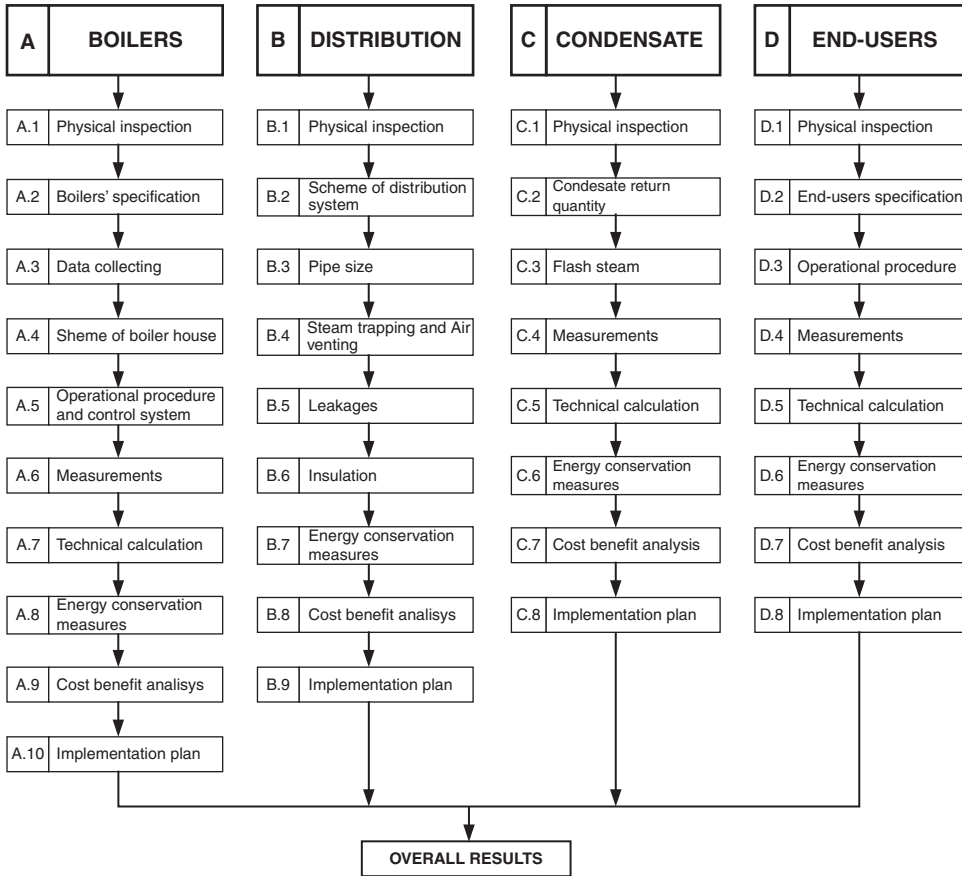 A BOILERS
A.1 Physical inspection
A.2 Boilers' specification
A.3 Data collecting
A.4 Sheme of boiler house
A.5 Operational procedure
and control system
A.6 Measurements
A.7 Technical calculation
A.8 Energy conservation
measures
A.9 Cost benefit analisys
A.10 Implementation plan
B DISTRIBUTION
B.1 Physical inspection
B.2 Scheme of distribution
system
B.3 Pipe size
B.4 Steam trapping and Air
venting
B.5 Leakages
B.6 Insulation
B.7 Energy conservation
measures
B.8 Cost benefit analisys
B.9 Implementation plan
C CONDENSATE
C.1 Physical inspection
C.2 Condesate return
quantity
C.3 Flash steam
C.4 Measurements
C.5 Technical calculation
C.6 Energy conservation
measures
C.7 Cost benefit analysis
C.8 Implementation plan
D END-USERS
D.1 Physical inspection
D.2 End-users specification
D.3 Operational procedure
D.4 Measurements
D.5 Technical calculation
D.6 Energy conservation
measures
D.7 Cost benefit analysis
D.8 Implementation plan
OVERALL RESULTS